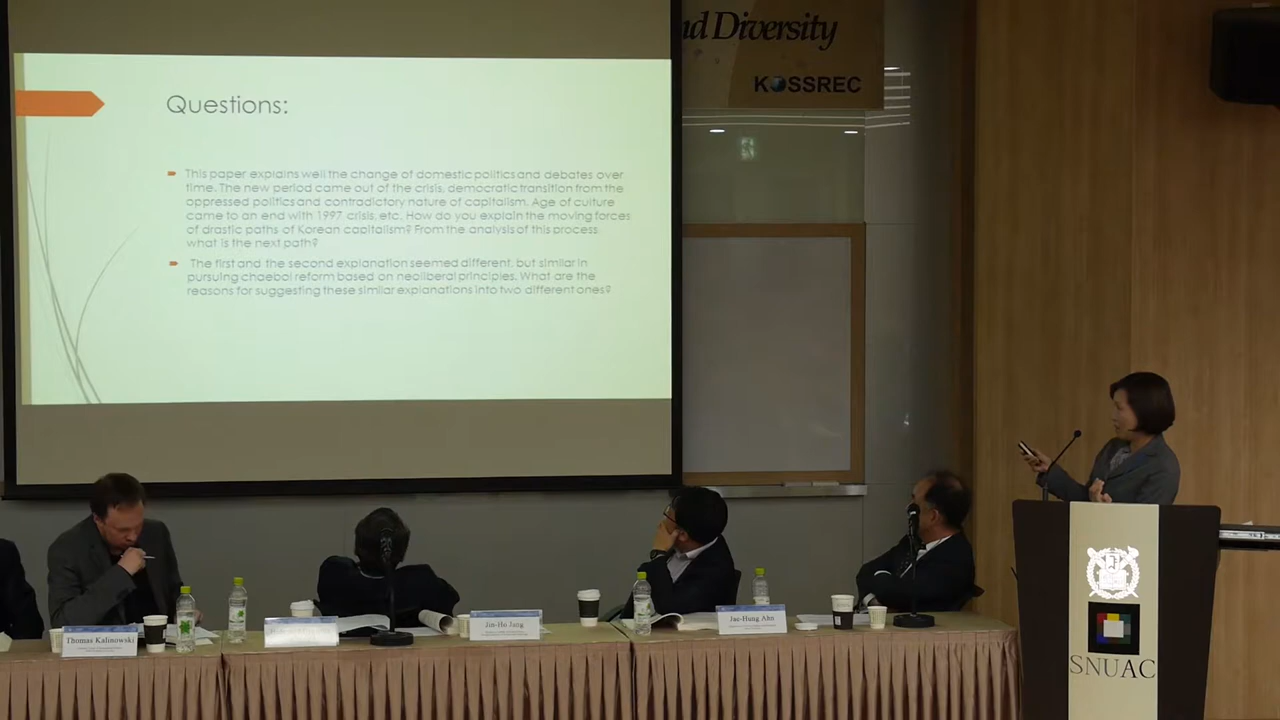 nd Diversity
KOSSREC
Questions:
This paper explains well the change of domestic politics and debates over
time. The new period came out of the crisis, democratic transition from the
oppressed politics and contradictory nature of capitalism. Age of culture
came to an end with 1997 crisis, etc. How do you explain the moving forces
of drastic paths of Korean capitalism? From the analysis of this process,
what is the next path?
The first and the second explanation seemed different, but similar in
pursuing chaebol reform based on neoliberal principles. What are the
reasons for suggesting these similar explanations into two different ones?
Thomas Kalinowski
Jin-Ho Jang
Jae-Hung Ahn
SNUAC